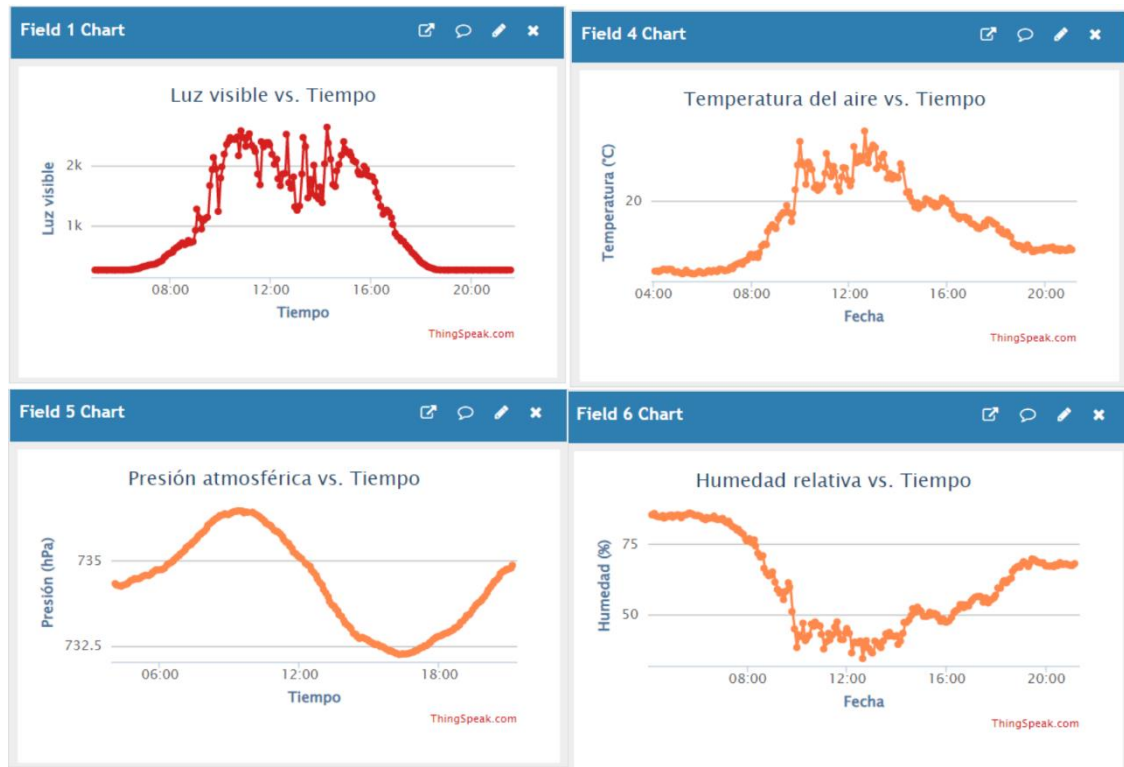 Field 1 Chart
Luz visible vs. Tiempo
Luz visible
2k
1k
08:00 12:00 16:00 20:00
Tiempo
ThingSpeak.com
Field 4 Chart
Temperatura del aire vs. Tiempo
Temperatura (°C)
20
04:00 08:00 12:00 16:00 20:00
Fecha
ThingSpeak.com
Field 5 Chart
Presión atmosférica vs. Tiempo
Presión (hPa)
735
732.5
06:00 12:00 18:00
Tiempo
ThingSpeak.com
Field 6 Chart
Humedad relativa vs. Tiempo
Humedad (%)
75
50
08:00 12:00 16:00 20:00
Fecha
ThingSpeak.com